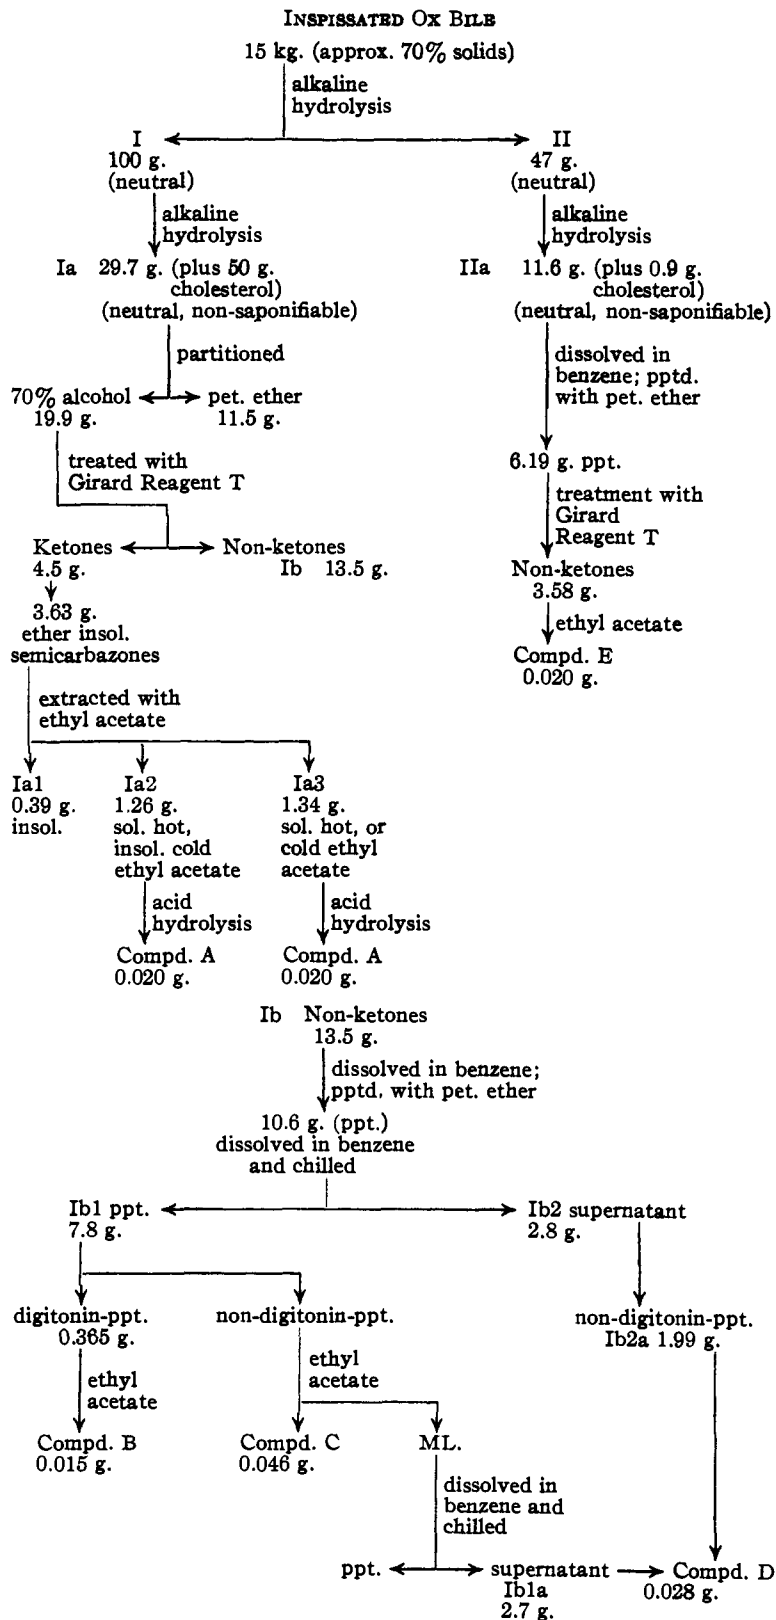 INSPISSATED OX BILE
15 kg. (approx. 70% solids)
alkaline
hydrolysis
I
100 g.
(neutral)
II
47 g.
(neutral)
alkaline
hydrolysis
alkaline
hydrolysis
Ia 29.7 g. (plus 50 g.
cholesterol)
(neutral, non-saponifiable)
IIa 11.6 g. (plus 0.9 g.
cholesterol)
(neutral, non-saponifiable)
partitioned
dissolved in
benzene; pptd.
with pet. ether
70% alcohol
19.9 g.
pet. ether
11.5 g.
treated with
Girard Reagent T
6.19 g. ppt.
treatment with
Girard
Reagent T
Ketones
4.5 g.
Non-ketones
Ib 13.5 g.
Non-ketones
3.58 g.
3.63 g.
ether insol.
semicarbazones
ethyl acetate
Compd. E
0.020 g.
extracted with
ethyl acetate
Ia1
0.39 g.
insol.
Ia2
1.26 g.
sol. hot,
insol. cold
ethyl acetate
Ia3
1.34 g.
sol. hot, or
cold ethyl
acetate
acid
hydrolysis
acid
hydrolysis
Compd. A
0.020 g.
Compd. A
0.020 g.
Ib Non-ketones
13.5 g.
dissolved in benzene;
pptd, with pet. ether
10.6 g. (ppt.)
dissolved in benzene
and chilled
Ib1 ppt.
7.8 g.
Ib2 supernatant
2.8 g.
digitonin-ppt.
0.365 g.
non-digitonin-ppt.
non-digitonin-ppt.
Ib2a 1.99 g.
ethyl
acetate
ethyl
acetate
Compd. B
0.015 g.
Compd. C
0.046 g.
ML.
dissolved in
benzene and
chilled
ppt.
supernatant
Ib1a
2.7 g.
Compd. D
0.028 g.